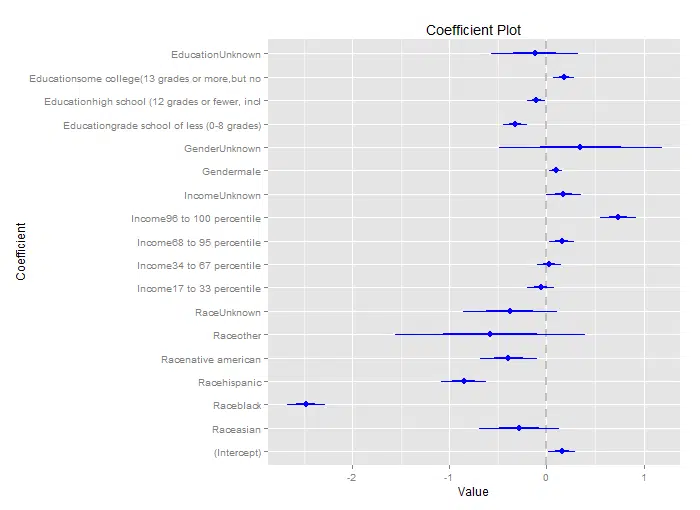 Coefficient Plot
EducationUnknown
Educationsome college(13 grades or more,but no
Educationhigh school (12 grades or fewer, incl
Educationgrade school of less (0-8 grades)
GenderUnknown
Gendermale
IncomeUnknown
Income96 to 100 percentile
Income68 to 95 percentile
Income34 to 67 percentile
Income17 to 33 percentile
RaceUnknown
Raceother
Racenative american
Racehispanic
Raceblack
Raceasian
(Intercept)
Coefficient
-2 -1 0 1
Value